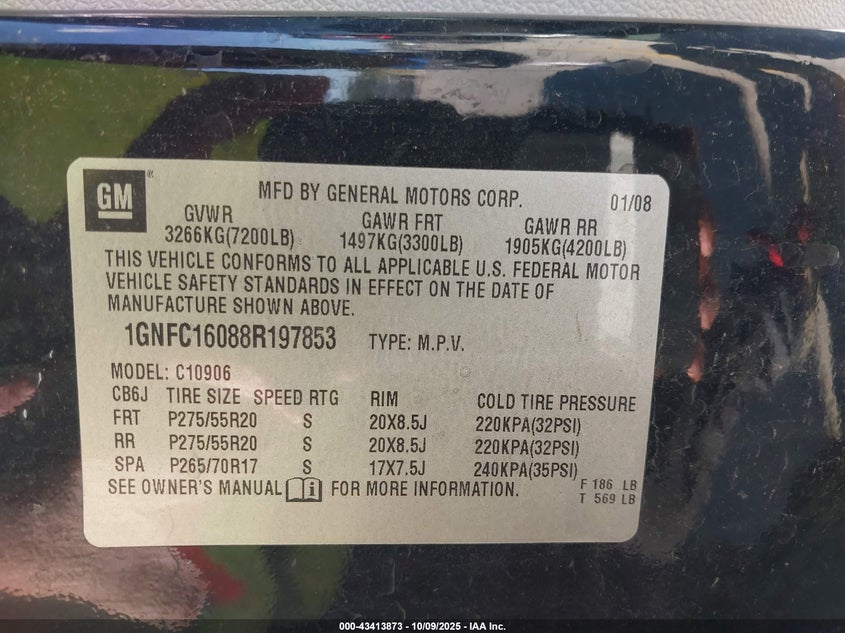 GM ®
MFD BY GENERAL MOTORS CORP. 01/08
GVWR GAWR FRT GAWR RR
3266KG(7200LB) 1497KG(3300LB) 1905KG(4200LB)
THIS VEHICLE CONFORMS TO ALL APPLICABLE U.S. FEDERAL MOTOR
VEHICLE SAFETY STANDARDS IN EFFECT ON THE DATE OF
MANUFACTURE SHOWN ABOVE.
1GNFC16088R197853 TYPE: M.P.V.
MODEL: C10906
CB6J TIRE SIZE SPEED RTG RIM COLD TIRE PRESSURE
FRT P275/55R20 S 20X8.5J 220KPA(32PSI)
RR P275/55R20 S 20X8.5J 220KPA(32PSI)
SPA P265/70R17 S 17X7.5J 240KPA(35PSI)
SEE OWNER'S MANUAL i FOR MORE INFORMATION. F 186 LB
T 569 LB
000-43413873 - 10/09/2025 - IAA Inc.